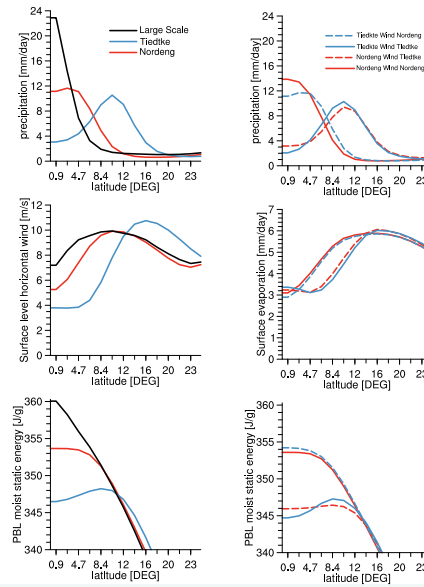 24
20
16
12
8
4
0
precipitation [mm/day]
Large Scale
Tiedtke
Nordeng
0.9 4.7 8.4 12 16 20 23
latitude [DEG]
24
20
16
12
8
4
0
precipitation [mm/day]
Tiedtke Wind Nordeng
Tiedtke Wind Tiedtke
Nordeng Wind Tiedtke
Nordeng Wind Nordeng
0.9 4.7 8.4 12 16 20 23
latitude [DEG]
12
10
8
6
4
2
0
Surface level horizontal wind [m/s]
0.9 4.7 8.4 12 16 20 23
latitude [DEG]
7
6
5
4
3
2
1
0
Surface evaporation [mm/day]
0.9 4.7 8.4 12 16 20 23
latitude [DEG]
360
355
350
345
340
PBL moist static energy [J/g]
0.9 4.7 8.4 12 16 20 23
latitude [DEG]
360
355
350
345
340
PBL moist static energy [J/g]
0.9 4.7 8.4 12 16 20 23
latitude [DEG]